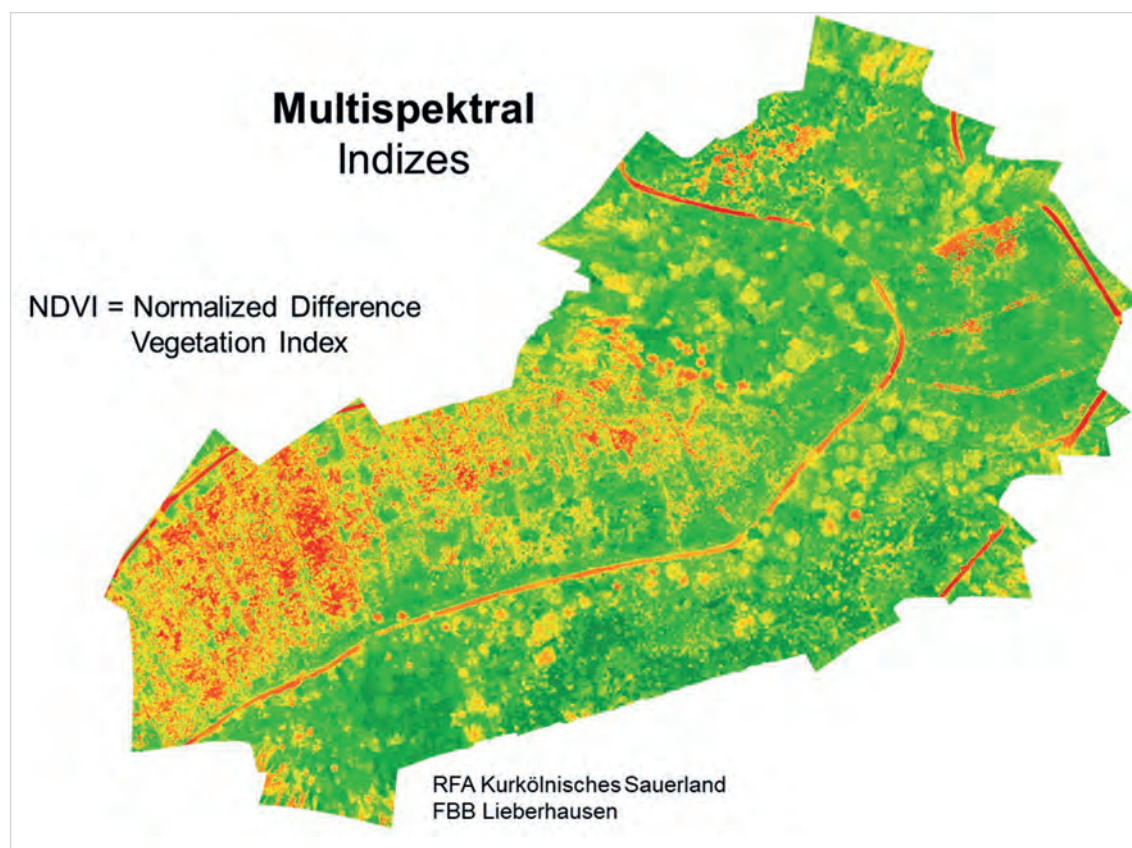 Multispektral
Indizes
NDVI = Normalized Difference
Vegetation Index
RFA Kurkölnisches Sauerland
FBB Lieberhausen